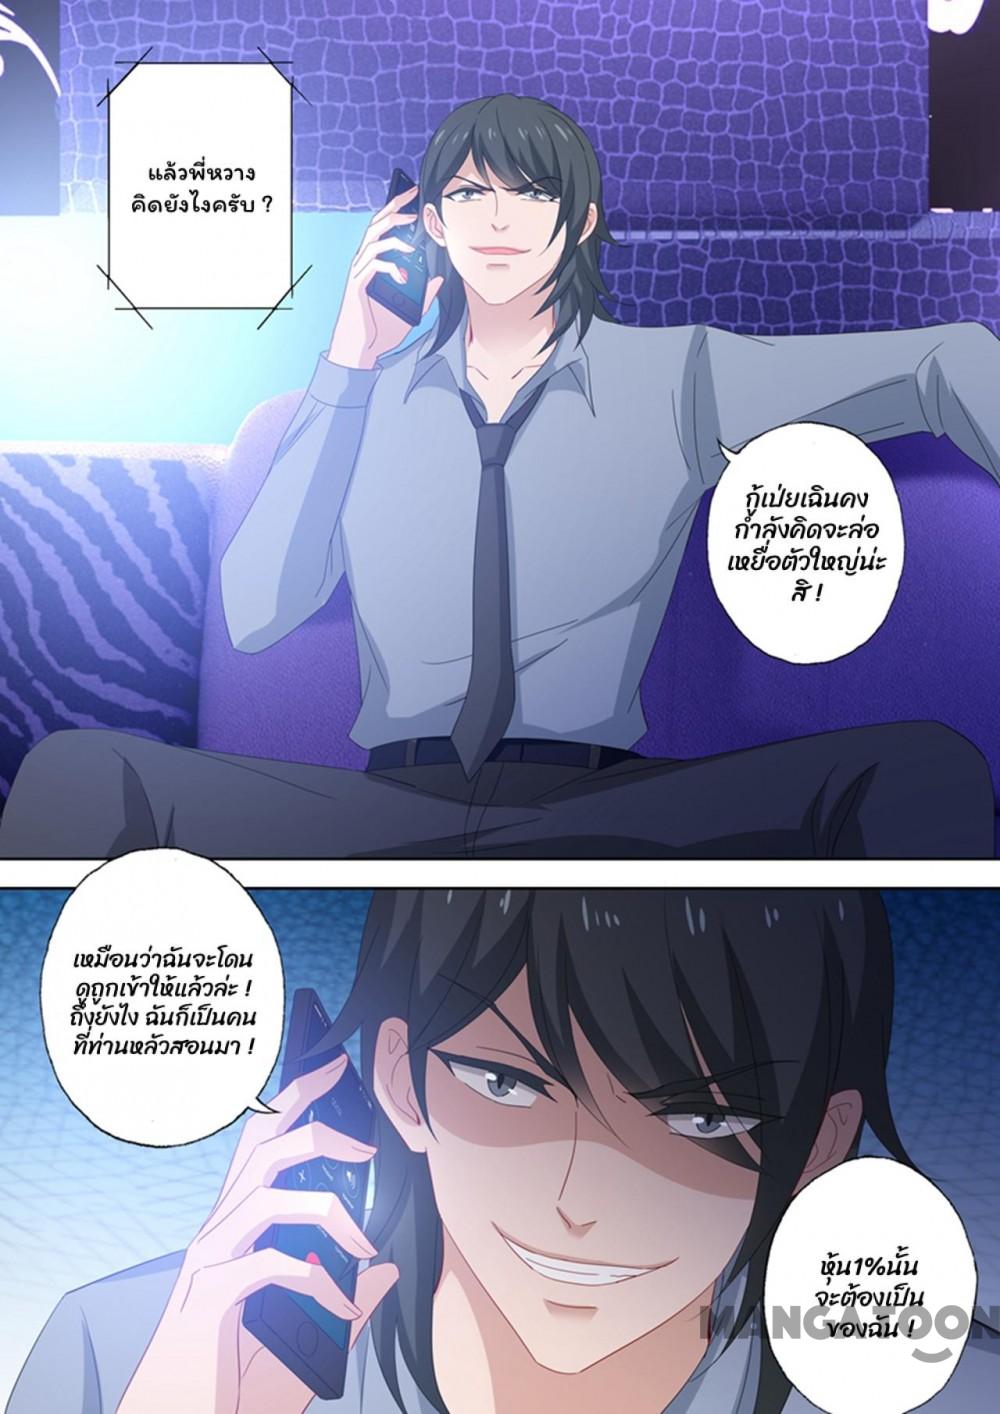 แล้วพี่หวาง
คิดยังไงครับ ?
กู้เป่ยเฉินคง
กำลังคิดจะล่อ
เหยื่อตัวใหญ่น่ะ
สิ !
เหมือนว่าฉันจะโดน
ดูถูกเข้าให้แล้วล่ะ !
ถึงยังไง ฉันก็เป็นคน
ที่ท่านหลัวสอนมา !
หุ้น1%นั้น
จะต้องเป็น
ของฉัน !
MANGATOON